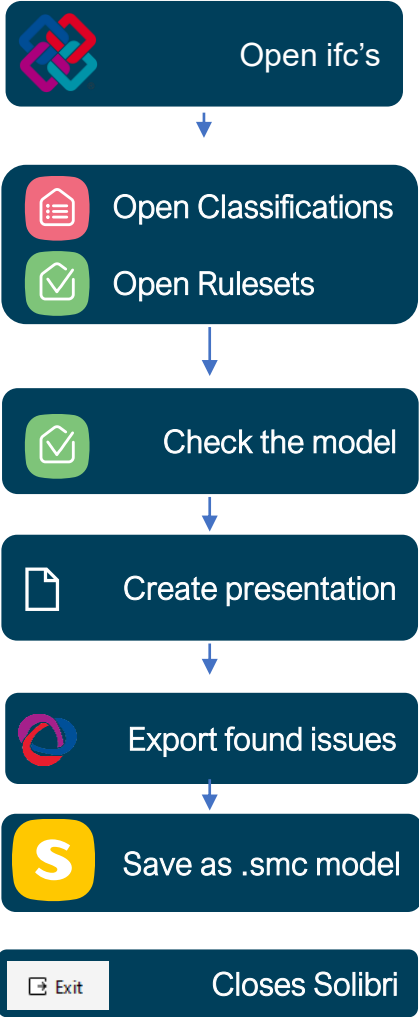 Open ifc’s
Open Classifications
Open Rulesets
Check the model
Create presentation
Export found issues
S
Save as .smc model
Exit
Closes Solibri